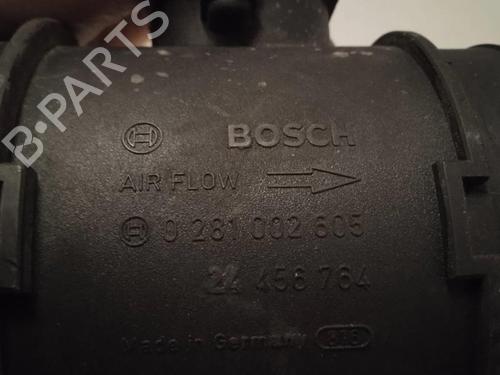 B-PARTS
BOSCH
AIR FLOW
0 281 002 605
24 456 764
Made in Germany